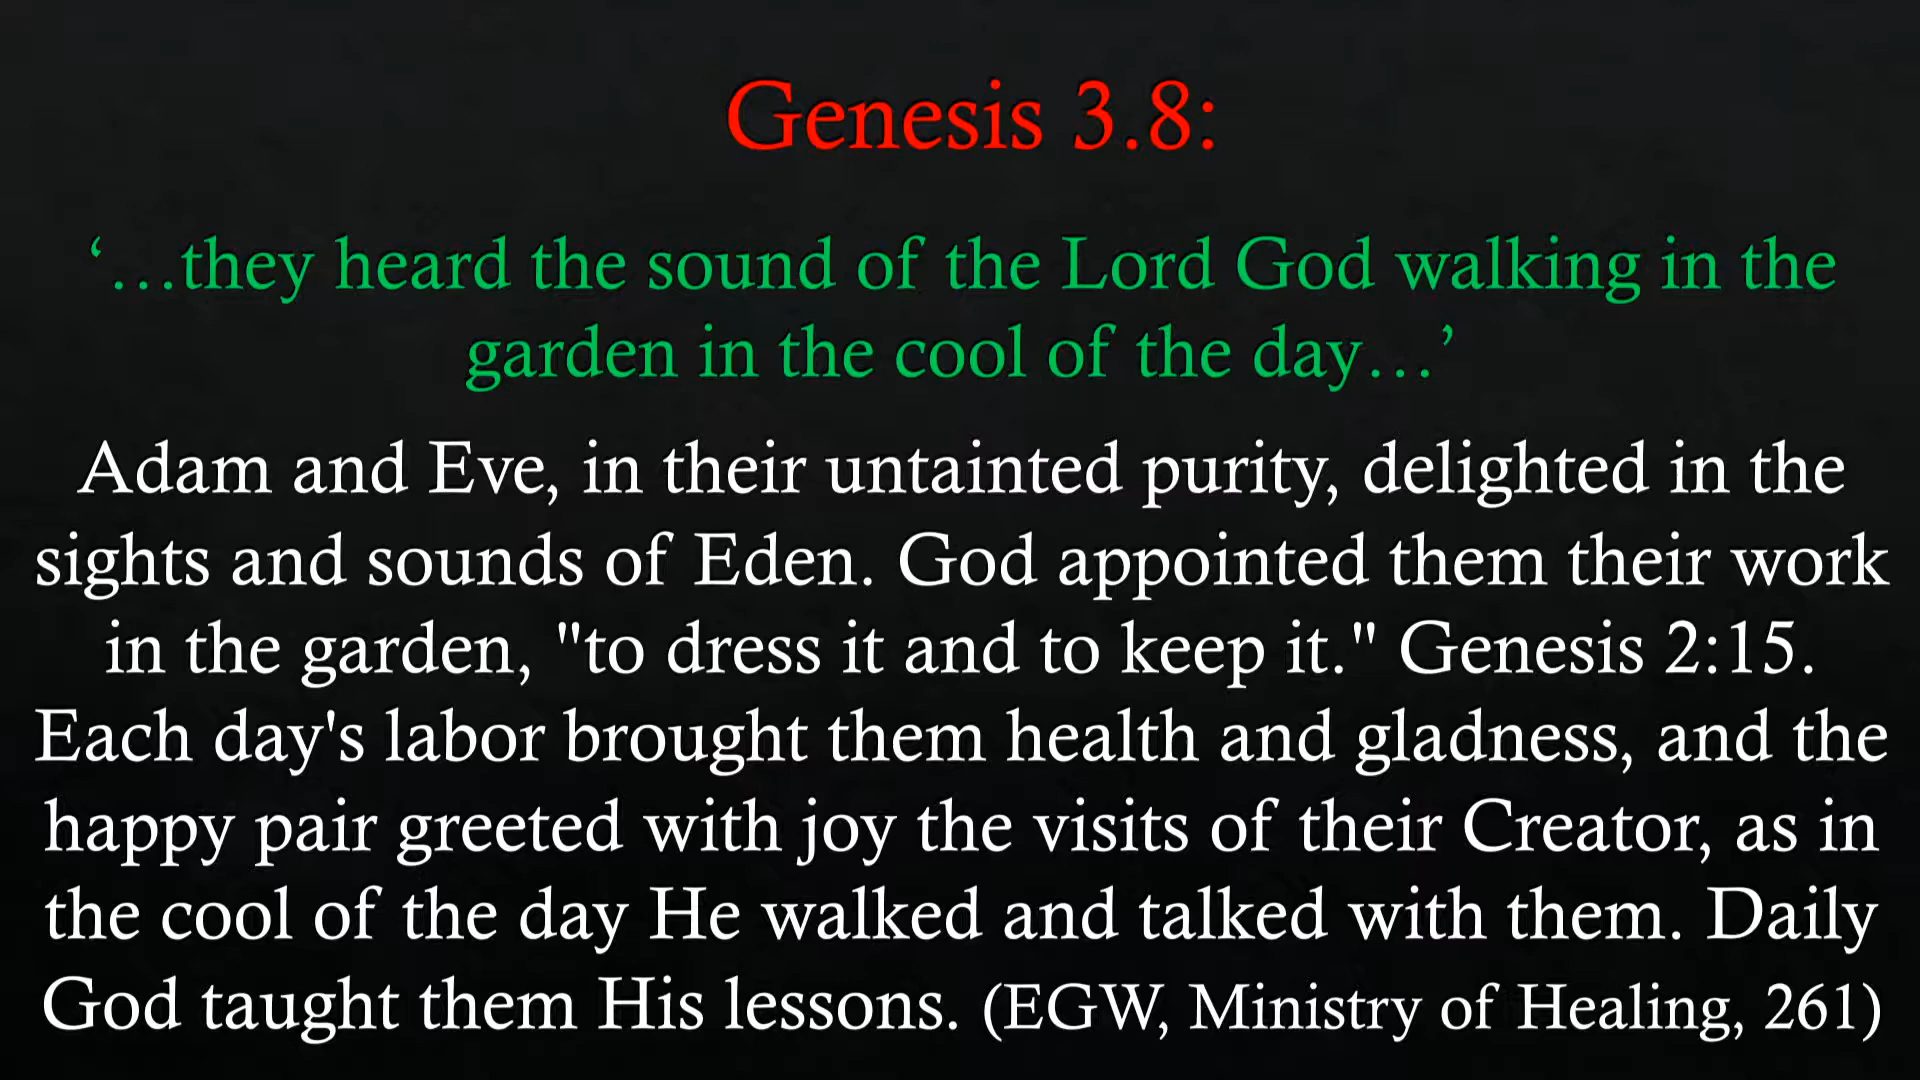 Genesis 3.8:
‘…they heard the sound of the Lord God walking in the
garden in the cool of the day…’
Adam and Eve, in their untainted purity, delighted in the
sights and sounds of Eden. God appointed them their work
in the garden, "to dress it and to keep it." Genesis 2:15.
Each day's labor brought them health and gladness, and the
happy pair greeted with joy the visits of their Creator, as in
the cool of the day He walked and talked with them. Daily
God taught them His lessons. (EGW, Ministry of Healing, 261)